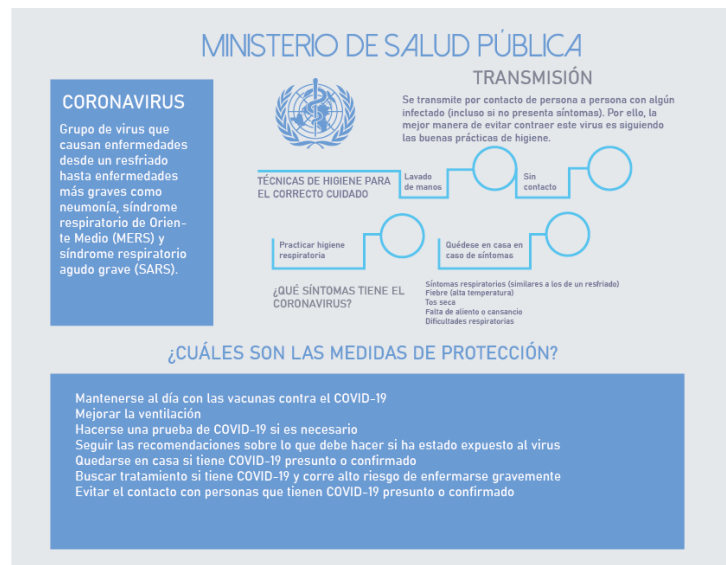 MINISTERIO DE SALUD PÚBLICA
CORONAVIRUS
Grupo de virus que
causan enfermedades
desde un resfriado
hasta enfermedades
más graves como
neumonía, síndrome
respiratorio de Orien-
te Medio (MERS) y
síndrome respiratorio
agudo grave (SARS).
TRANSMISIÓN
Se transmite por contacto de persona a persona con algún
infectado (incluso si no presenta síntomas). Por ello, la
mejor manera de evitar contraer este virus es siguiendo
las buenas prácticas de higiene.
TÉCNICAS DE HIGIENE PARA
EL CORRECTO CUIDADO
Lavado
de manos
Sin
contacto
Practicar higiene
respiratoria
Quédese en casa en
caso de síntomas
¿QUÉ SÍNTOMAS TIENE EL
CORONAVIRUS?
Síntomas respiratorios (similares a los de un resfriado)
Fiebre (alta temperatura)
Tos seca
Falta de aliento o cansancio
Dificultades respiratorias
¿CUÁLES SON LAS MEDIDAS DE PROTECCIÓN?
Mantenerse al día con las vacunas contra el COVID-19
Mejorar la ventilación
Hacerse una prueba de COVID-19 si es necesario
Seguir las recomendaciones sobre lo que debe hacer si ha estado expuesto al virus
Quedarse en casa si tiene COVID-19 presunto o confirmado
Buscar tratamiento si tiene COVID-19 y corre alto riesgo de enfermarse gravemente
Evitar el contacto con personas que tienen COVID-19 presunto o confirmado